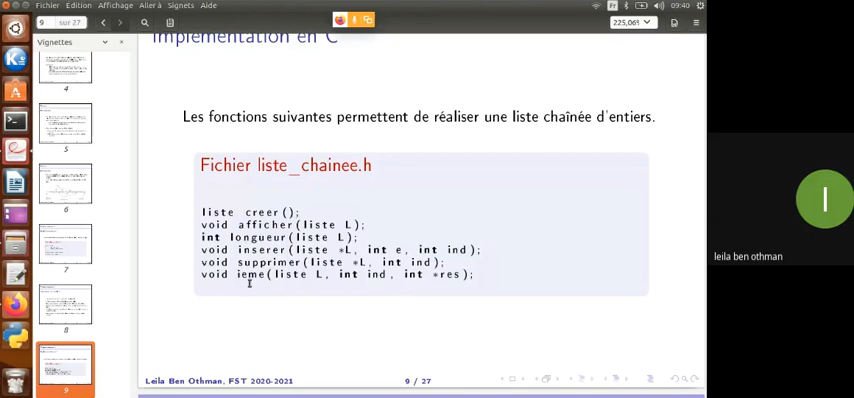 Fichier Edition Affichage Aller à Signets Aide
Fr
09:40
9 sur 27
225,06%
Vignettes
4
5
6
7
8
9
Implémentation en C
Les fonctions suivantes permettent de réaliser une liste chaînée d'entiers.
Fichier liste_chainee.h
liste creer();
void afficher(liste L);
int longueur(liste L);
void inserer(liste *L, int e, int ind);
void supprimer(liste *L, int ind);
void ieme(liste L, int ind, int *res);
Leila Ben Othman, FST 2020-2021
9 / 27
l
leila ben othman